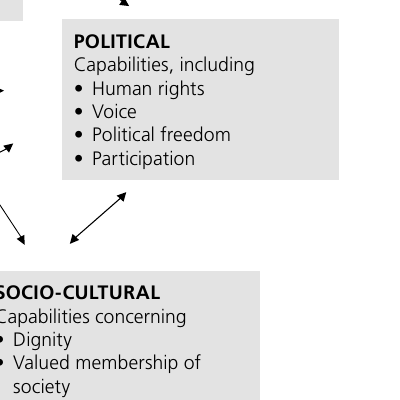 POLITICAL
Capabilities, including
• Human rights
• Voice
• Political freedom
• Participation
SOCIO-CULTURAL
Capabilities concerning
• Dignity
• Valued membership of
society